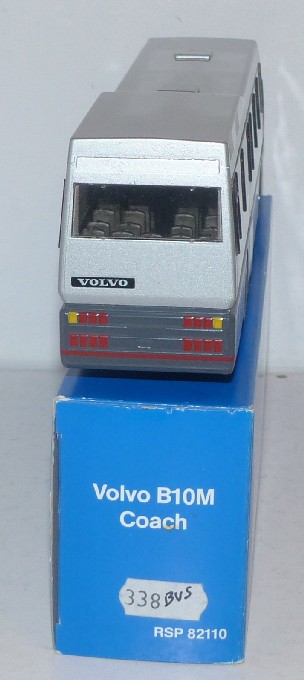 VOLVO
Volvo B10M
Coach
338 BUS
RSP 82110